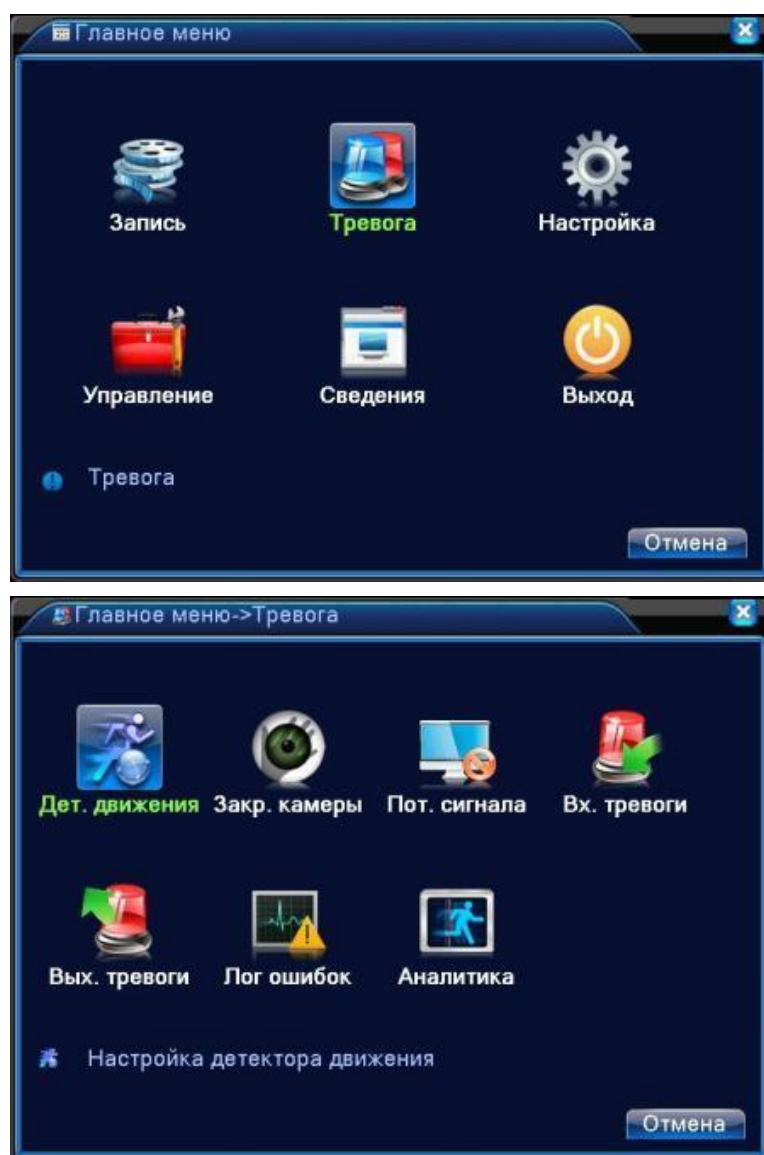 Главное меню
Запись Тревога Настройка
Управление Сведения Выход
Тревога
Отмена
Главное меню->Тревога
Дет. движения Закр. камеры Пот. сигнала Вх. тревоги
Вых. тревоги Лог ошибок Аналитика
Настройка детектора движения
Отмена